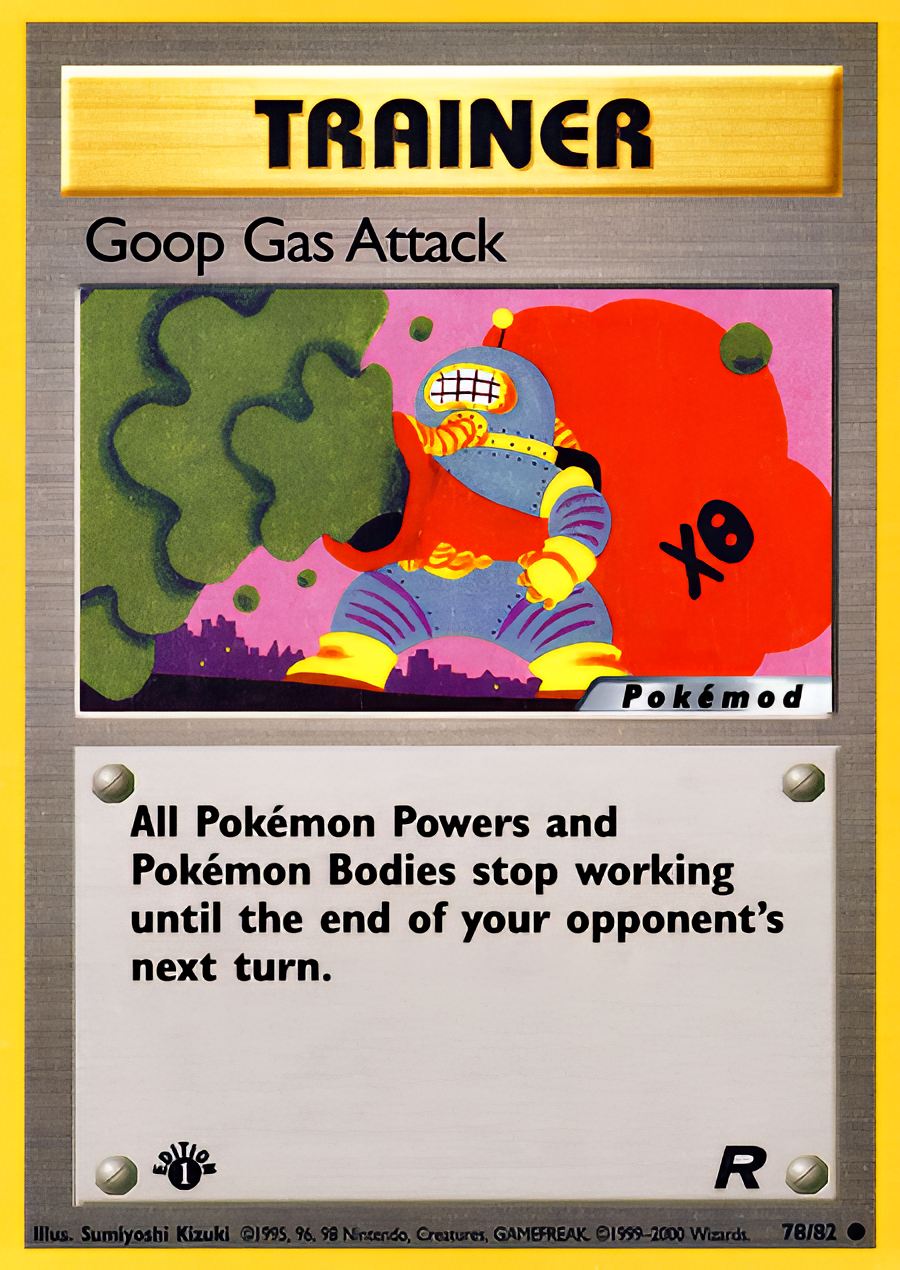 TRAINER
Goop Gas Attack
X8
Pokémod
All Pokémon Powers and
Pokémon Bodies stop working
until the end of your opponent's
next turn.
EDITION
1
R
Illus. Sumiyoshi Kizuki ©1995, 96, 98 Nintendo, Creatures, GAMEFREAK. ©1999–2000 Wizards. 78/82